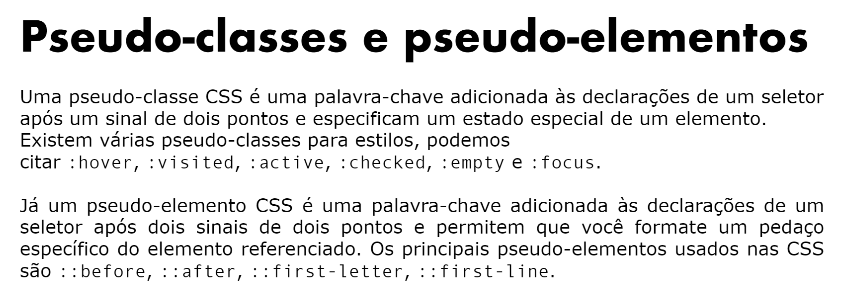 Pseudo-classes e pseudo-elementos
Uma pseudo-classe CSS é uma palavra-chave adicionada às declarações de um seletor
após um sinal de dois pontos e especificam um estado especial de um elemento.
Existem várias pseudo-classes para estilos, podemos
citar :hover, :visited, :active, :checked, :empty e :focus.
Já um pseudo-elemento CSS é uma palavra-chave adicionada às declarações de um
seletor após dois sinais de dois pontos e permitem que você formate um pedaço
específico do elemento referenciado. Os principais pseudo-elementos usados nas CSS
são ::before, ::after, ::first-letter, ::first-line.